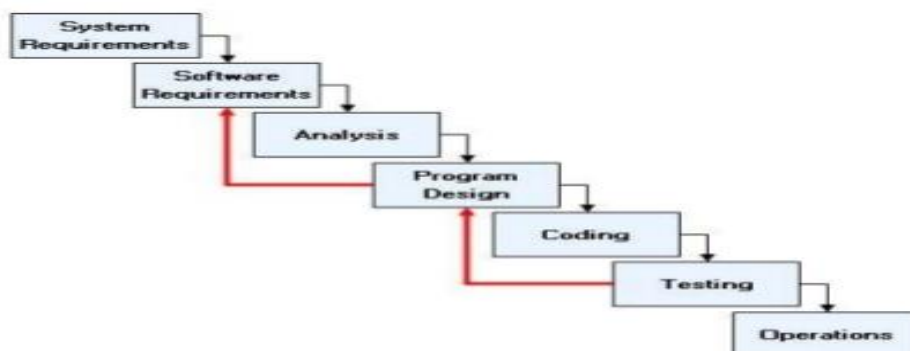 System
Requirements
Software
Requirements
Analysis
Program
Design
Coding
Testing
Operations